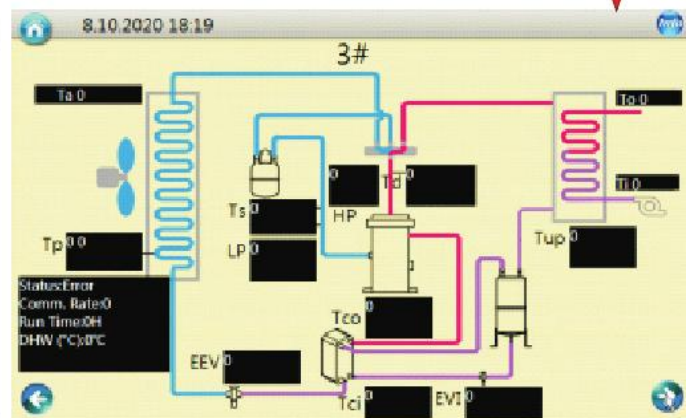 8.10.2020 18:19
Info
3#
Ta 0
To 0
0
Td 0
Ti 0
Ts 0
HP
Tp 0 0
LP 0
Tup 0
Status:Error
Comm. Rate:0
Run Time:0H
DHW (°C):0°C
Tco 0
EEV 0
Tci 0
EVI 0